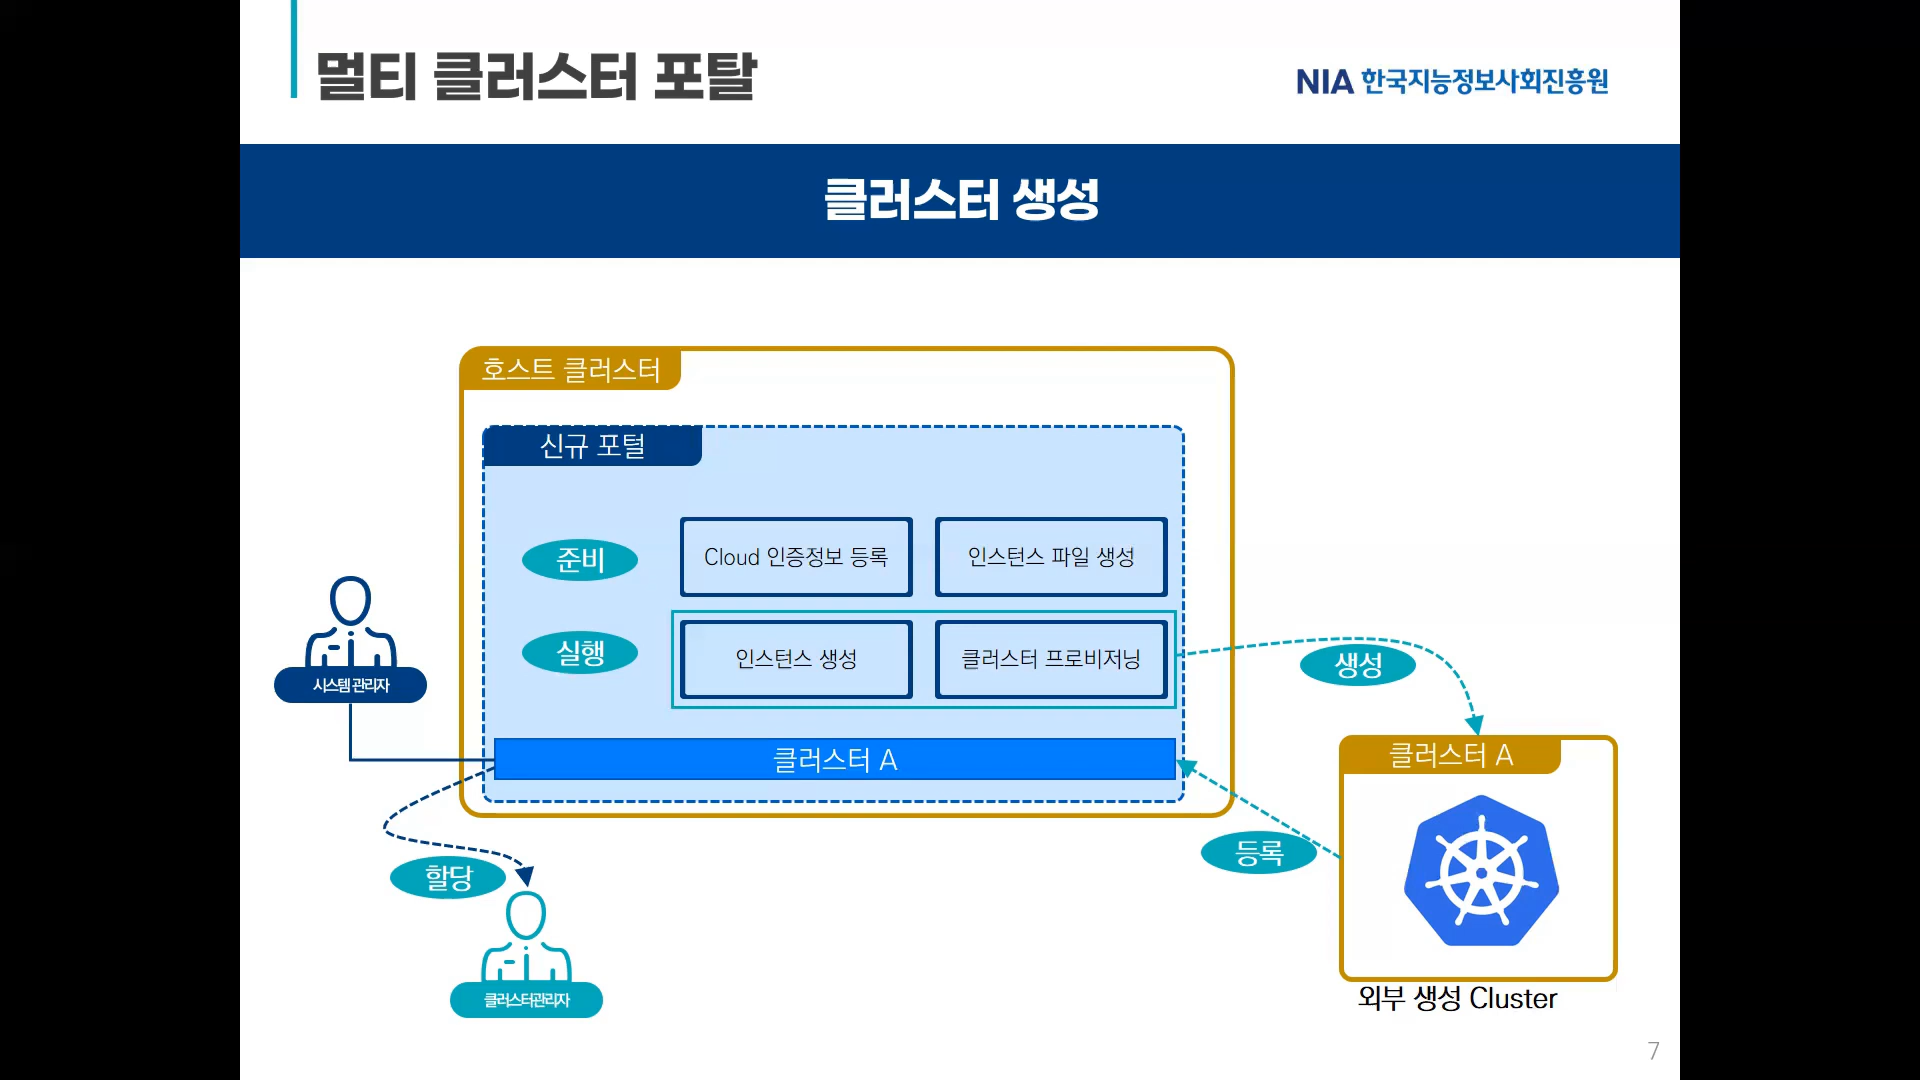 멀티 클러스터 포탈
NIA 한국지능정보사회진흥원
클러스터 생성
호스트 클러스터
신규 포털
준비
Cloud 인증정보 등록
인스턴스 파일 생성
실행
인스턴스 생성
클러스터 프로비저닝
생성
시스템 관리자
클러스터 A
클러스터 A
등록
할당
클러스터관리자
외부 생성 Cluster
7